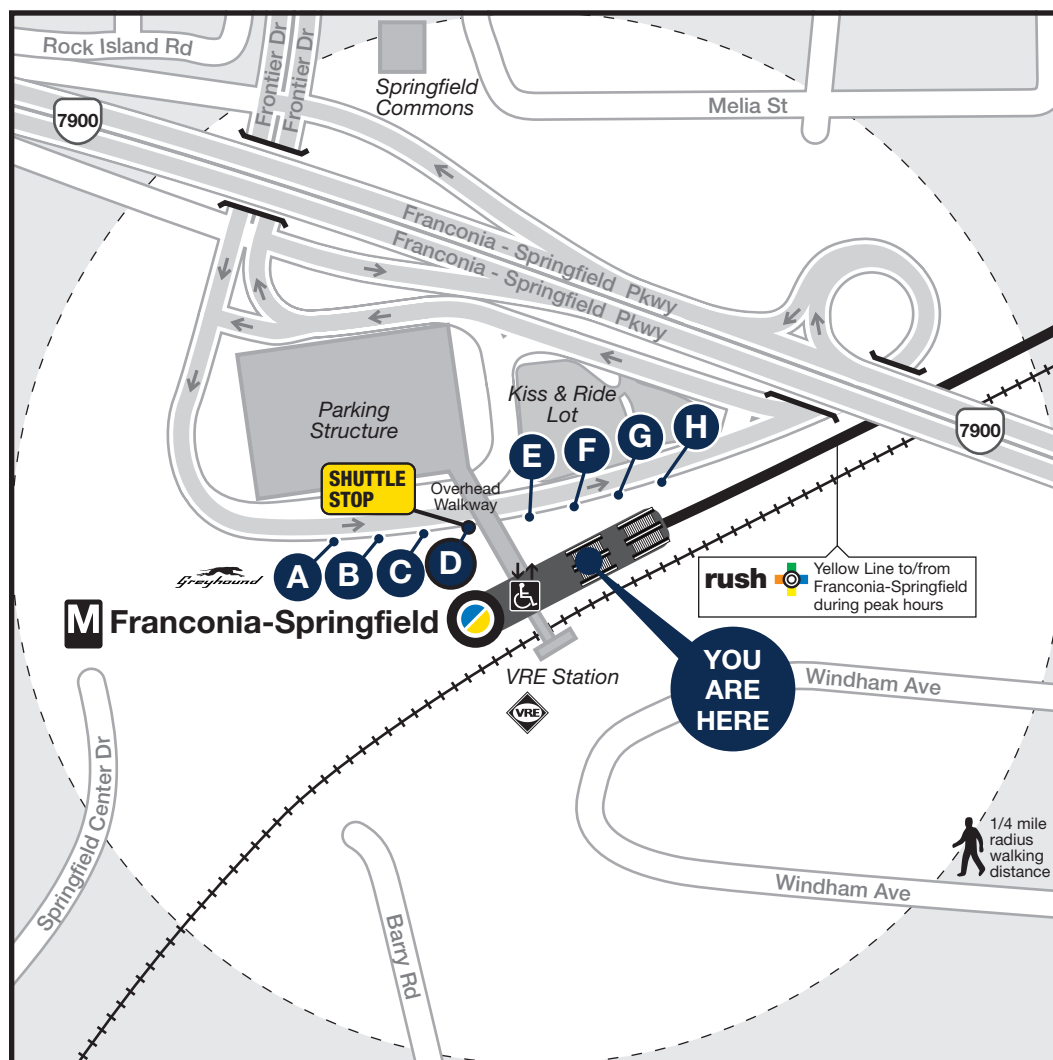 Rock Island Rd
Frontier Dr
Frontier Dr
Springfield
Commons
Melia St
7900
Franconia - Springfield Pkwy
Franconia - Springfield Pkwy
Kiss & Ride
Lot
Parking
Structure
7900
SHUTTLE
STOP
Overhead
Walkway
E
F
G
H
A
B
C
D
Greyhound
M Franconia-Springfield
rush
Yellow Line to/from
Franconia-Springfield
during peak hours
YOU
ARE
HERE
VRE Station
VRE
Windham Ave
Springfield Center Dr
Barry Rd
Windham Ave
1/4 mile
radius
walking
distance